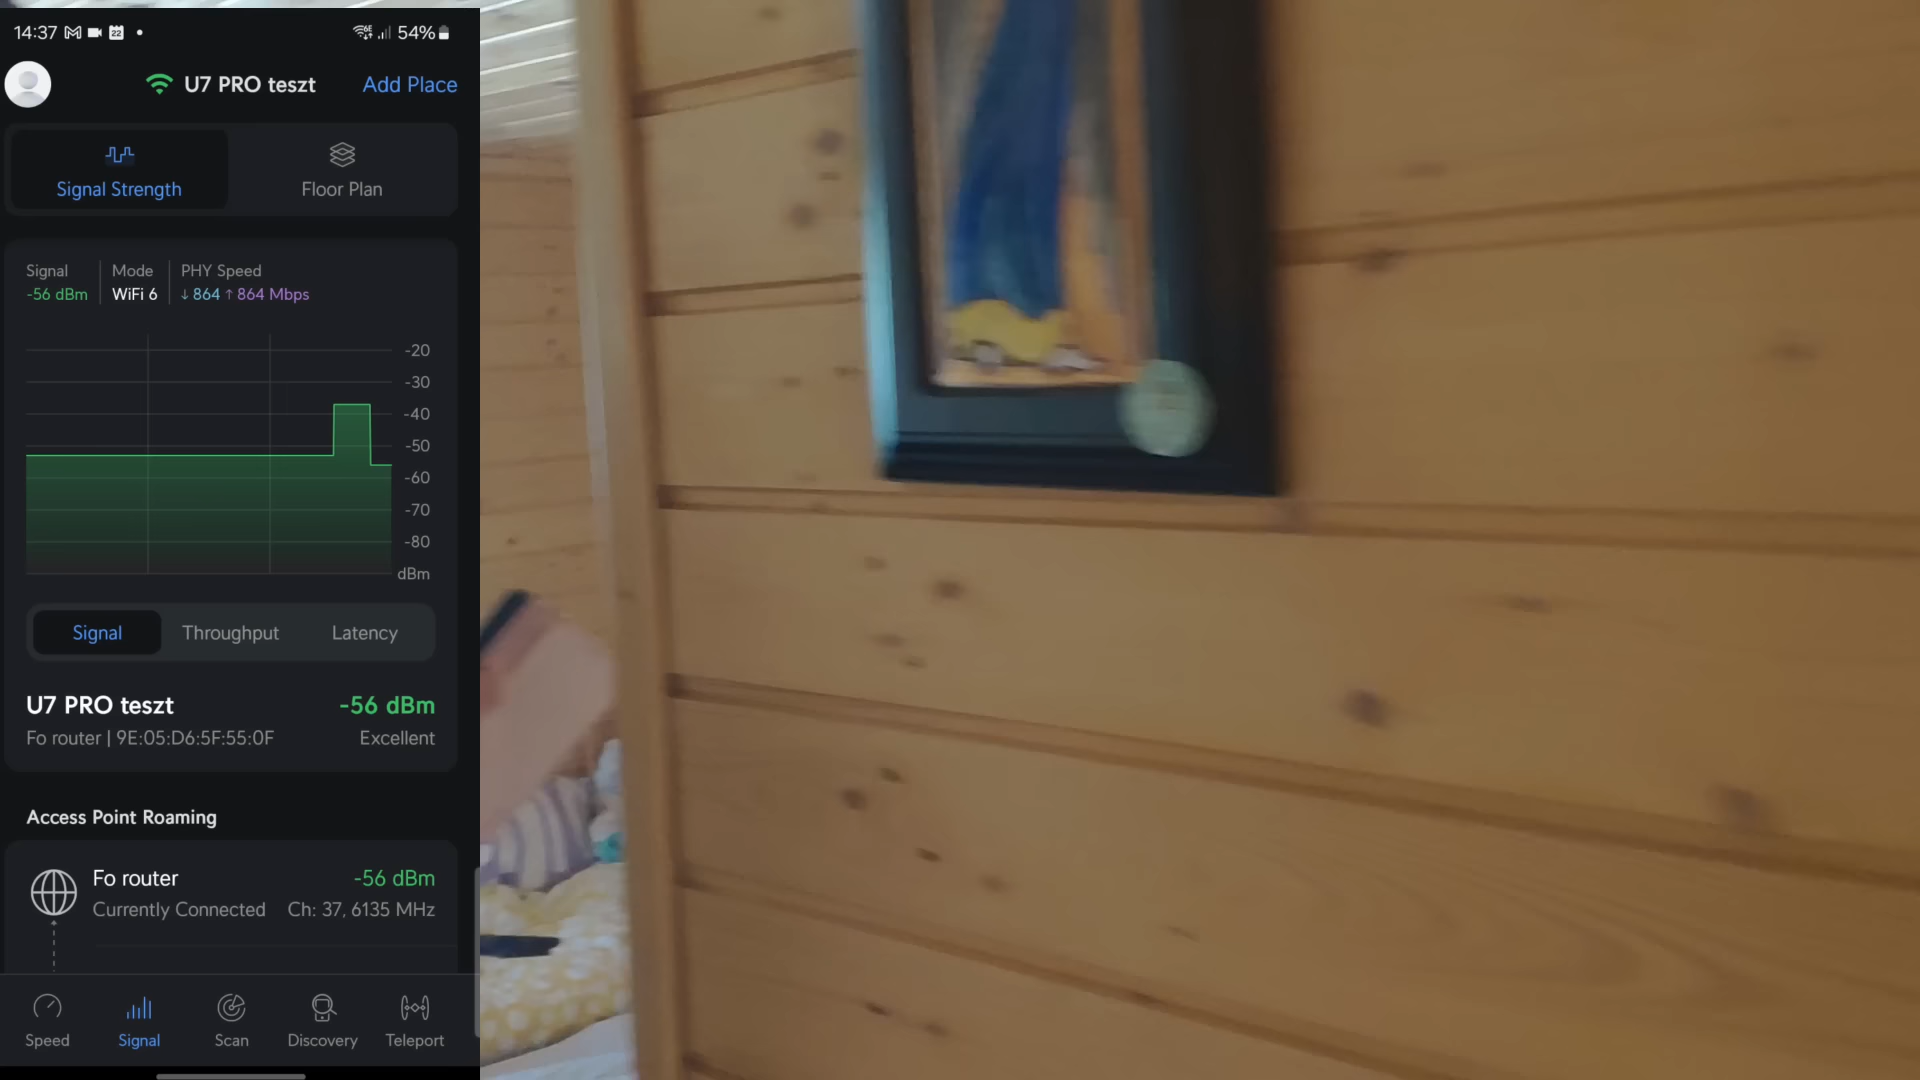 14:37
22
6E
54%
U7 PRO teszt
Add Place
Signal Strength
Floor Plan
Signal
Mode
PHY Speed
-56 dBm
WiFi 6
↓ 864 ↑ 864 Mbps
-20
-30
-40
-50
-60
-70
-80
dBm
Signal
Throughput
Latency
U7 PRO teszt
-56 dBm
Fo router | 9E:05:D6:5F:55:0F
Excellent
Access Point Roaming
Fo router
-56 dBm
Currently Connected
Ch: 37, 6135 MHz
Speed
Signal
Scan
Discovery
Teleport